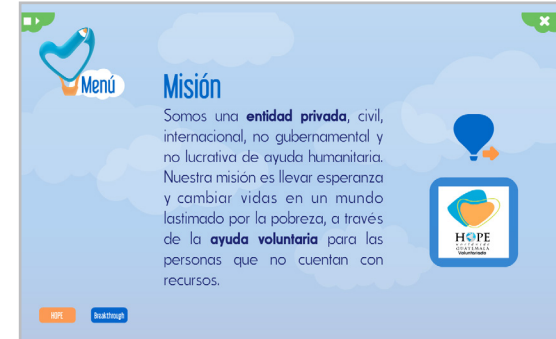 Menú
Misión
Somos una entidad privada, civil,
internacional, no gubernamental y
no lucrativa de ayuda humanitaria.
Nuestra misión es llevar esperanza
y cambiar vidas en un mundo
lastimado por la pobreza, a través
de la ayuda voluntaria para las
personas que no cuentan con
recursos.
HOPE
worldwide
GUATEMALA
Voluntariado
HOPE
Breakthrough